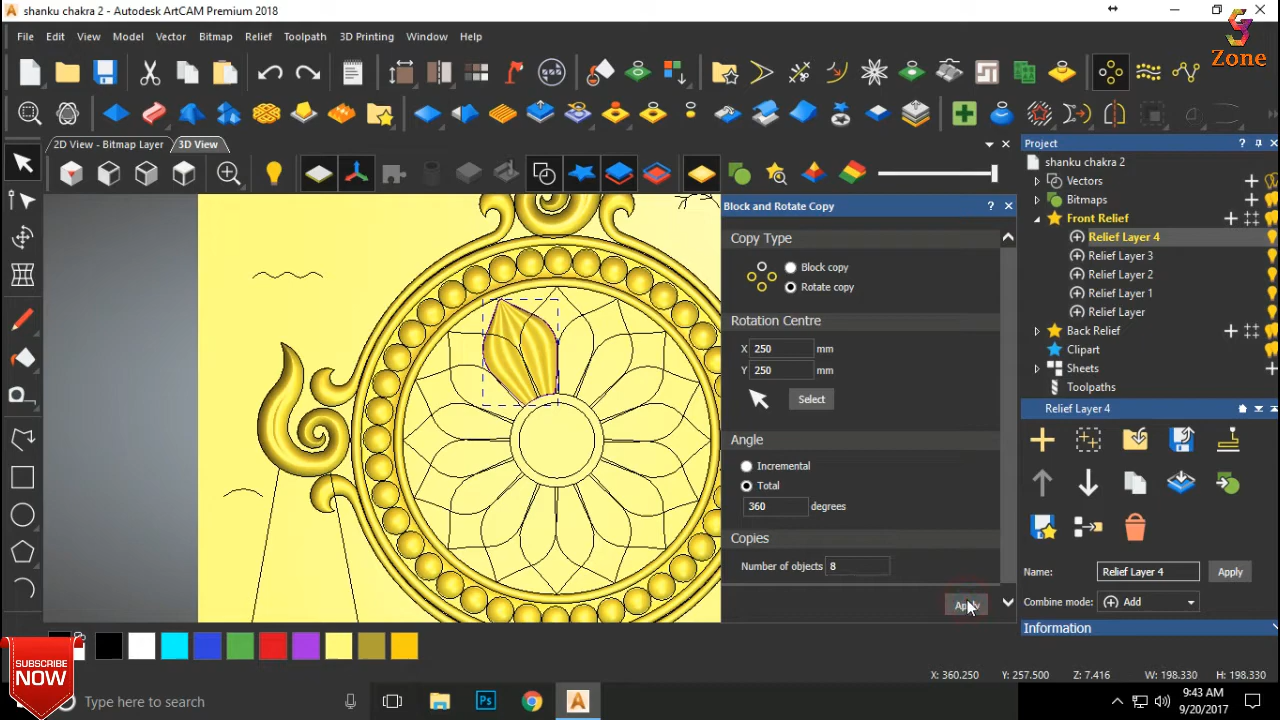 shanku chakra 2 - Autodesk ArtCAM Premium 2018
File Edit View Model Vector Bitmap Relief Toolpath 3D Printing Window Help
Zone
2D View - Bitmap Layer 3D View
Block and Rotate Copy
Copy Type
Block copy
Rotate copy
Rotation Centre
X 250 mm
Y 250 mm
Select
Angle
Incremental
Total
360 degrees
Copies
Number of objects 8
Apply
Project
shanku chakra 2
Vectors
Bitmaps
Front Relief
Relief Layer 4
Relief Layer 3
Relief Layer 2
Relief Layer 1
Relief Layer
Back Relief
Clipart
Sheets
Toolpaths
Relief Layer 4
Name: Relief Layer 4 Apply
Combine mode: Add
Information
X: 360.250 Y: 257.500 Z: 7.416 W: 198.330 H: 198.330
SUBSCRIBE
NOW
Type here to search
9:43 AM
9/20/2017